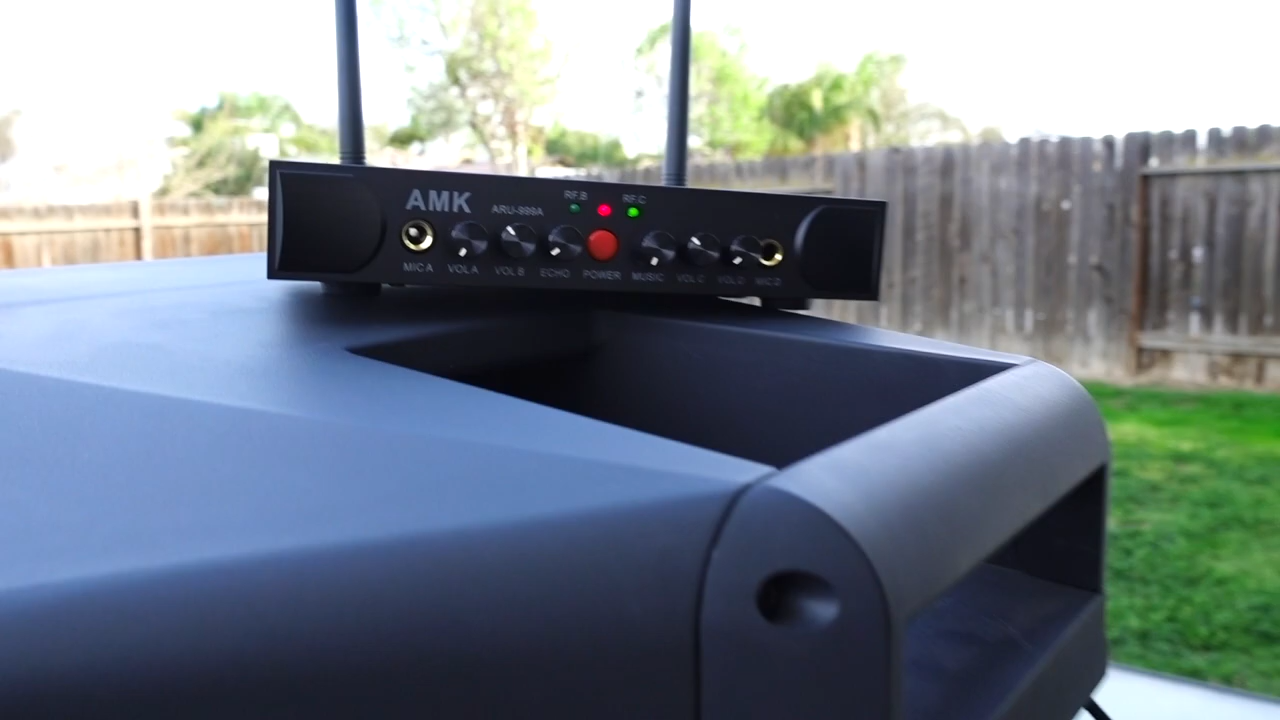 RF.B RF.C
AMK ARU-999A
MIC A VOL A VOL B ECHO POWER MUSIC VOL C VOL D MIC D